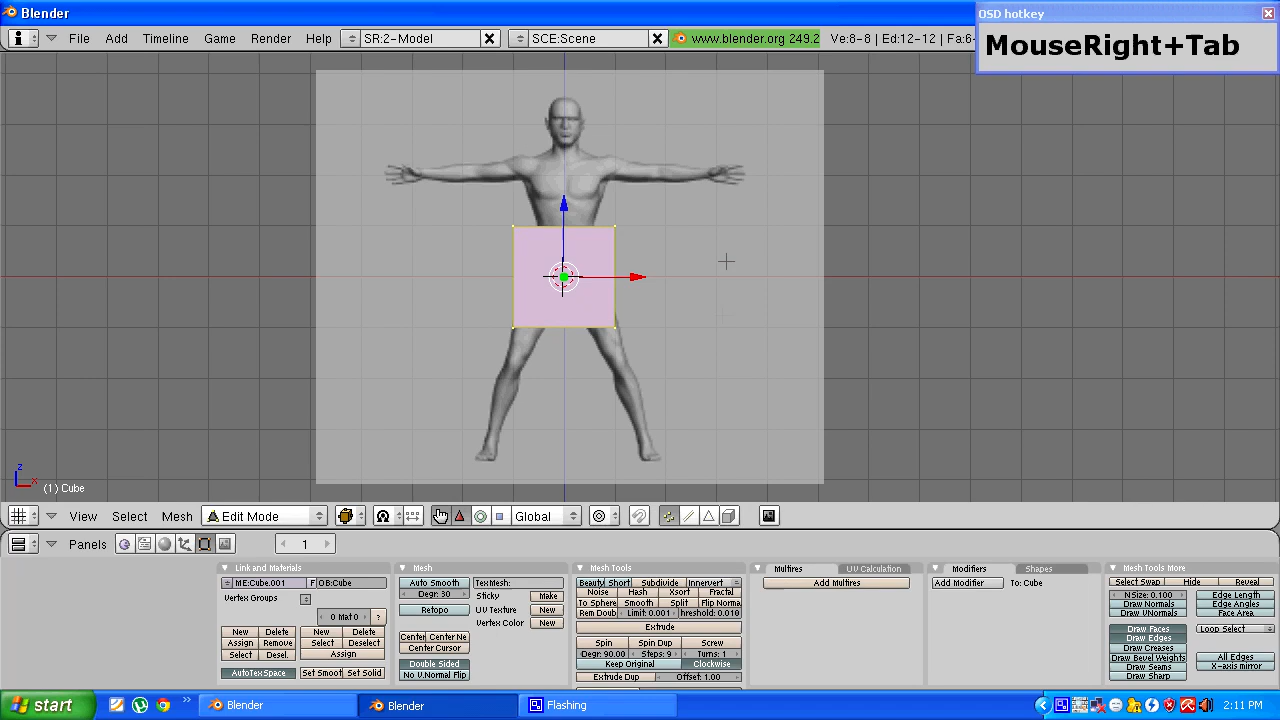 Blender
OSD hotkey
MouseRight+Tab
File Add Timeline Game Render Help SR:2-Model SCE:Scene www.blender.org 249.2 Ve:6-8 | Ed:12-12 | Fa:6-
z
x
(1) Cube
View Select Mesh Edit Mode Global
Panels 1
Link and Materials
ME:Cube.001 F OB:Cube
Vertex Groups
0 Mat 0 ?
New Delete New Delete
Assign Remove Select Deselect
Select Desel. Assign
AutoTexSpace Set Smoot Set Solid
Mesh
Auto Smooth TexMesh:
Degr: 30 Sticky Make
Retopo UV Texture New
Vertex Color New
Center Center Ne
Center Cursor
Double Sided
No V.Normal Flip
Mesh Tools
Beauty Short Subdivide Innervert
Noise Hash Xsort Fractal
To Sphere Smooth Split Flip Norma
Rem Doub Limit: 0.001 hreshold: 0.010
Extrude
Spin Spin Dup Screw
Degr: 90.00 Steps: 9 Turns: 1
Keep Original Clockwise
Extrude Dup Offset: 1.00
Multires UV Calculation
Add Multires
Modifiers Shapes
Add Modifier To: Cube
Mesh Tools More
Select Swap Hide Reveal
NSize: 0.100 Edge Length
Draw Normals Edge Angles
Draw VNormals Face Area
Draw Faces Loop Select
Draw Edges
Draw Creases
Draw Bevel Weights All Edges
Draw Seams X-axis mirror
Draw Sharp
start Blender Blender Flashing 2:11 PM